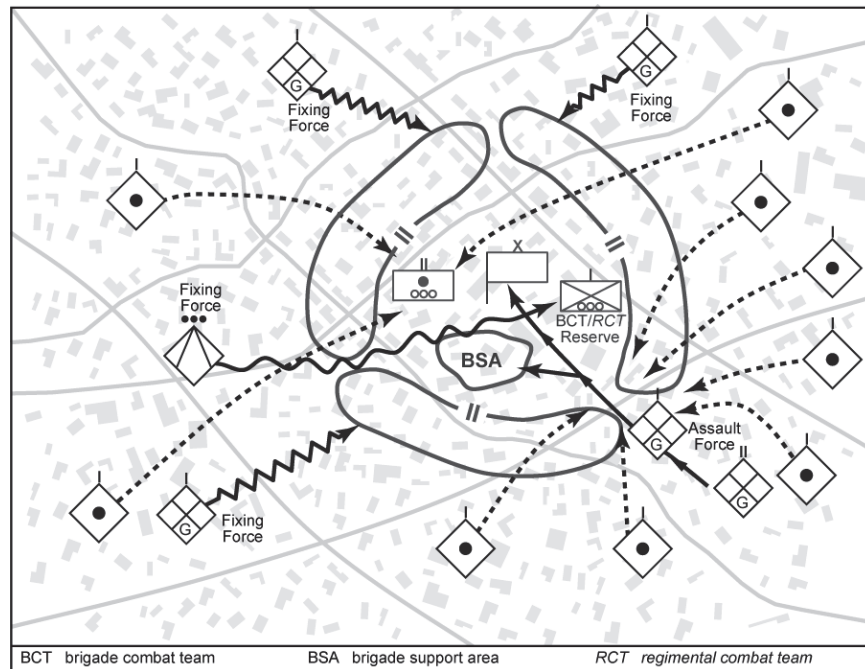 I
G
Fixing
Force
I
G
Fixing
Force
I
I
I
I
X
II
I
BCT/RCT
Reserve
Fixing
Force
BSA
II
II
II
I
I
G
Assault
Force
II
G
I
I
I
G
Fixing
Force
I
I
BCT brigade combat team BSA brigade support area RCT regimental combat team